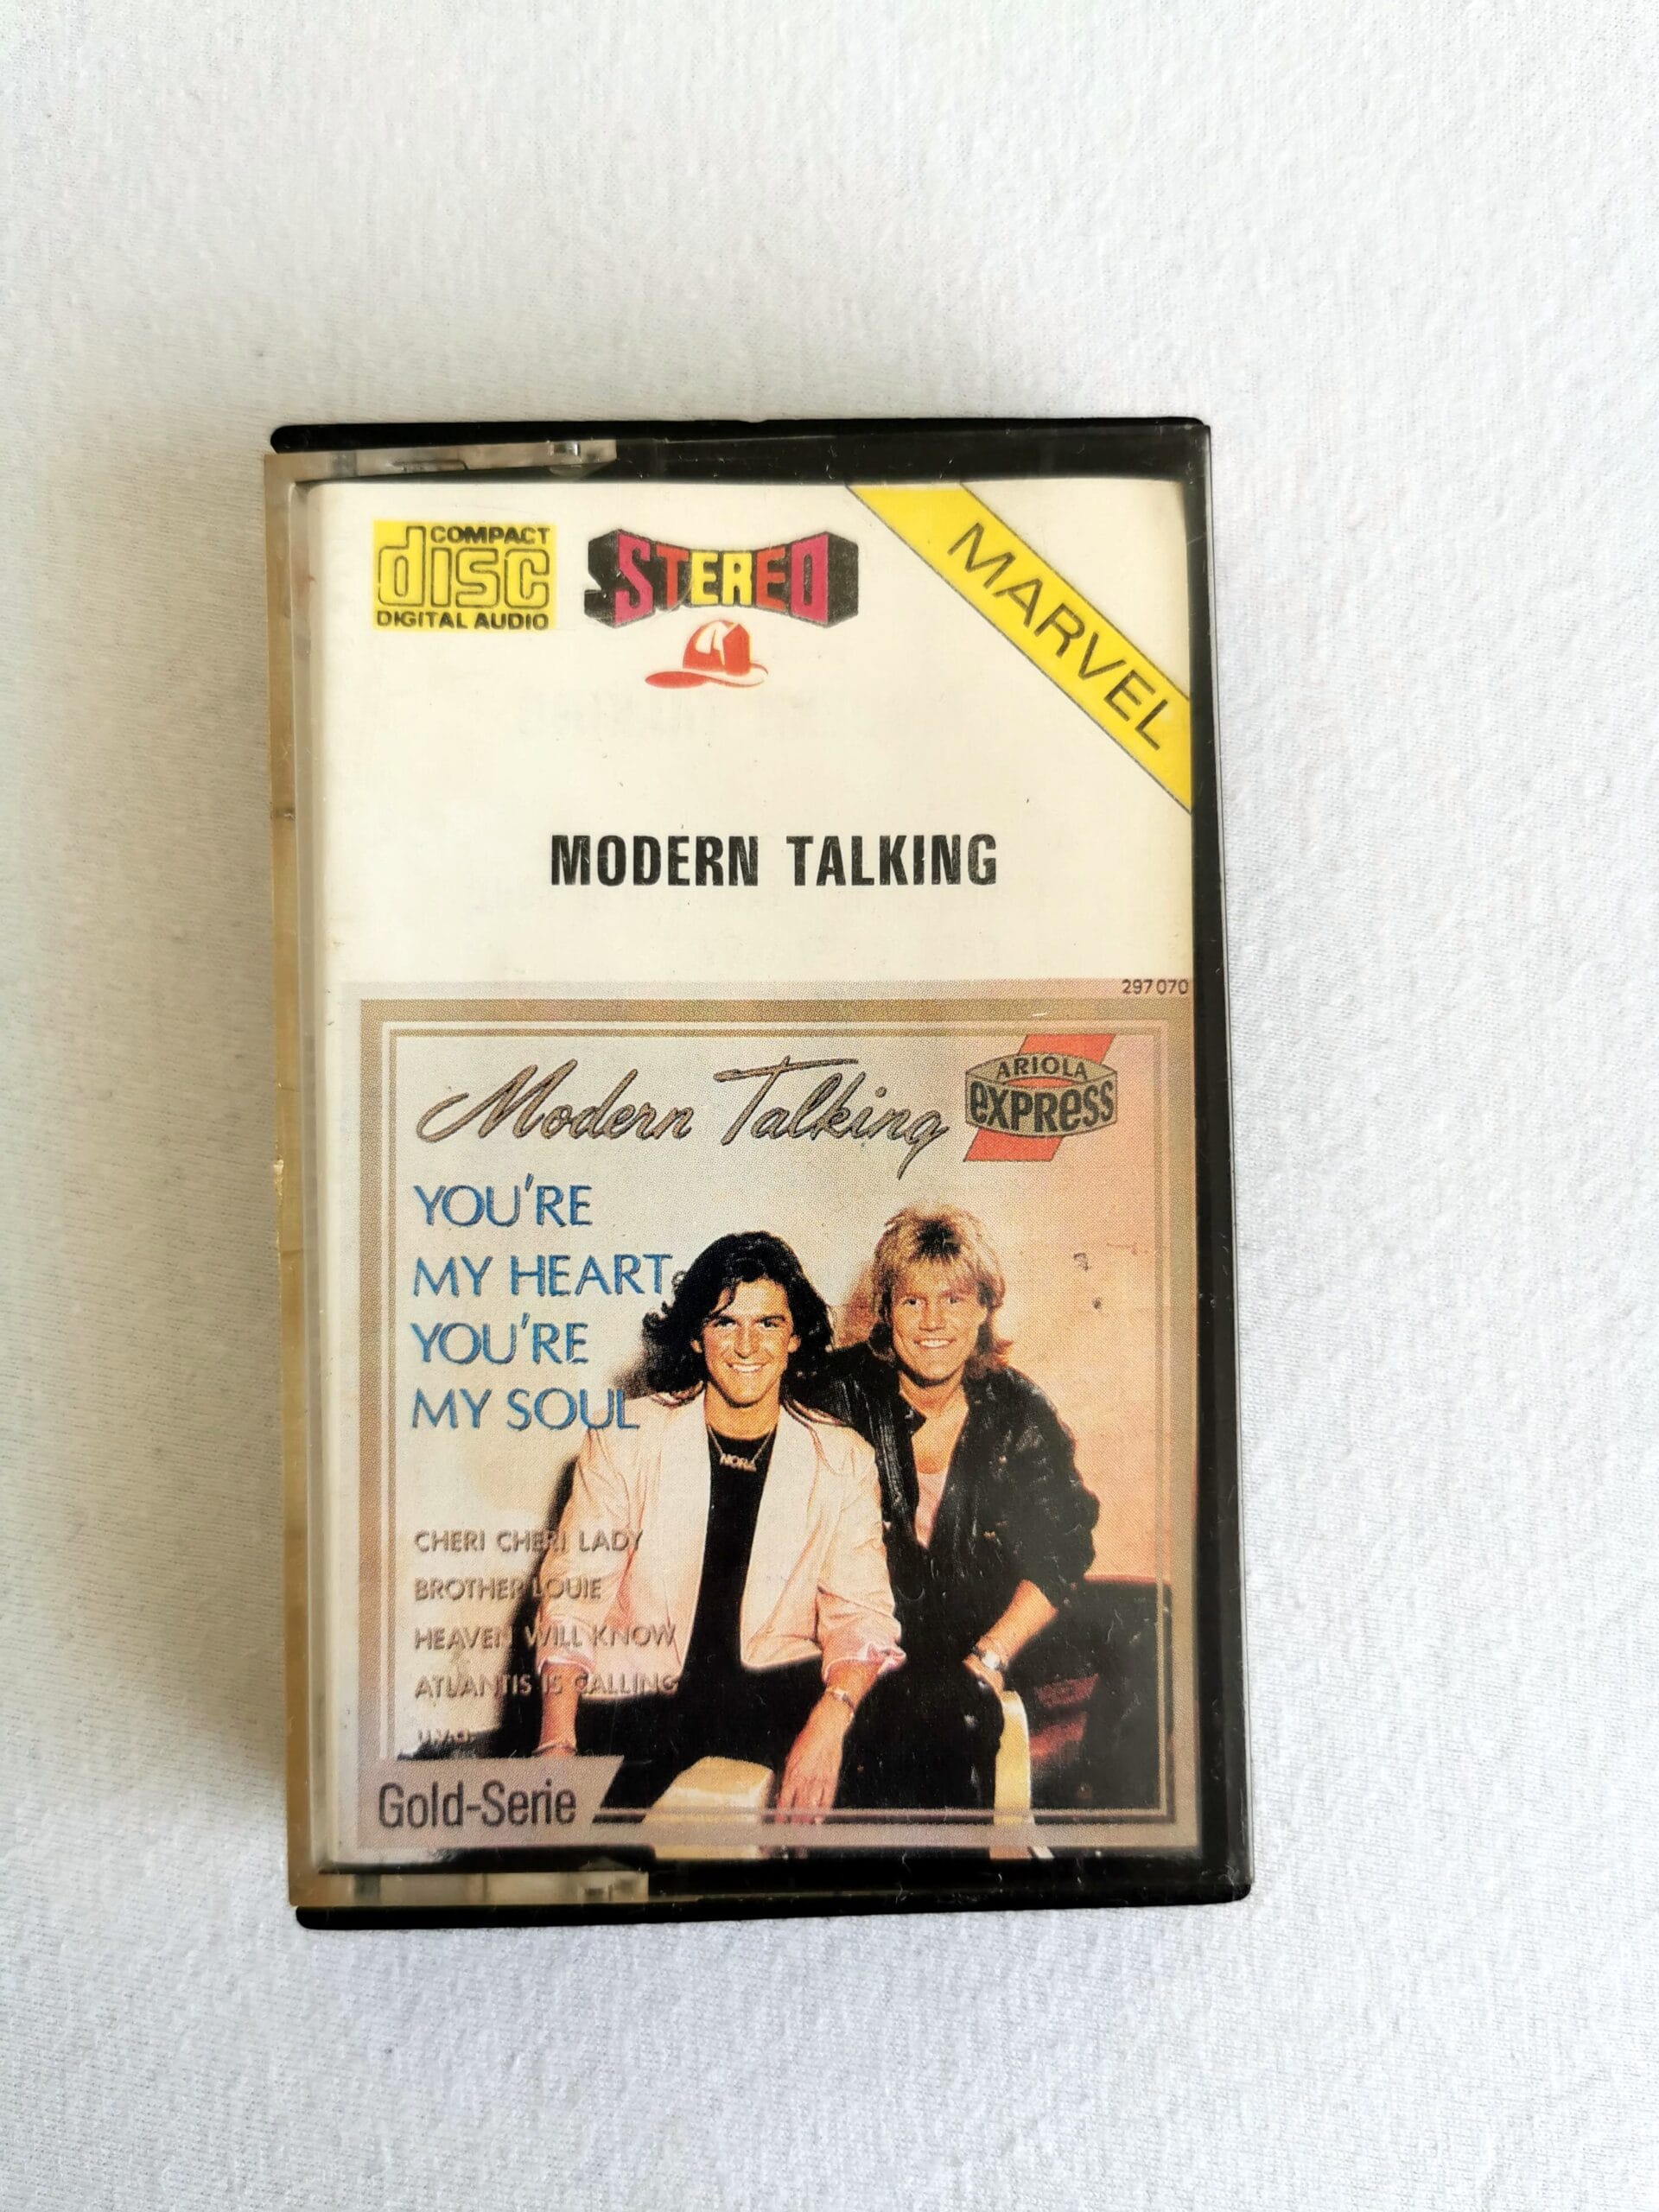 COMPACT
disc
DIGITAL AUDIO
STEREO
MARVEL
MODERN TALKING
297 070
Modern Talking
ARIOLA
eXPReSS
YOU'RE
MY HEART
YOU'RE
MY SOUL
NORA
CHERI CHERI LADY
BROTHER LOUIE
HEAVEN WILL KNOW
ATLANTIS IS CALLING
u.v.a.
Gold-Serie